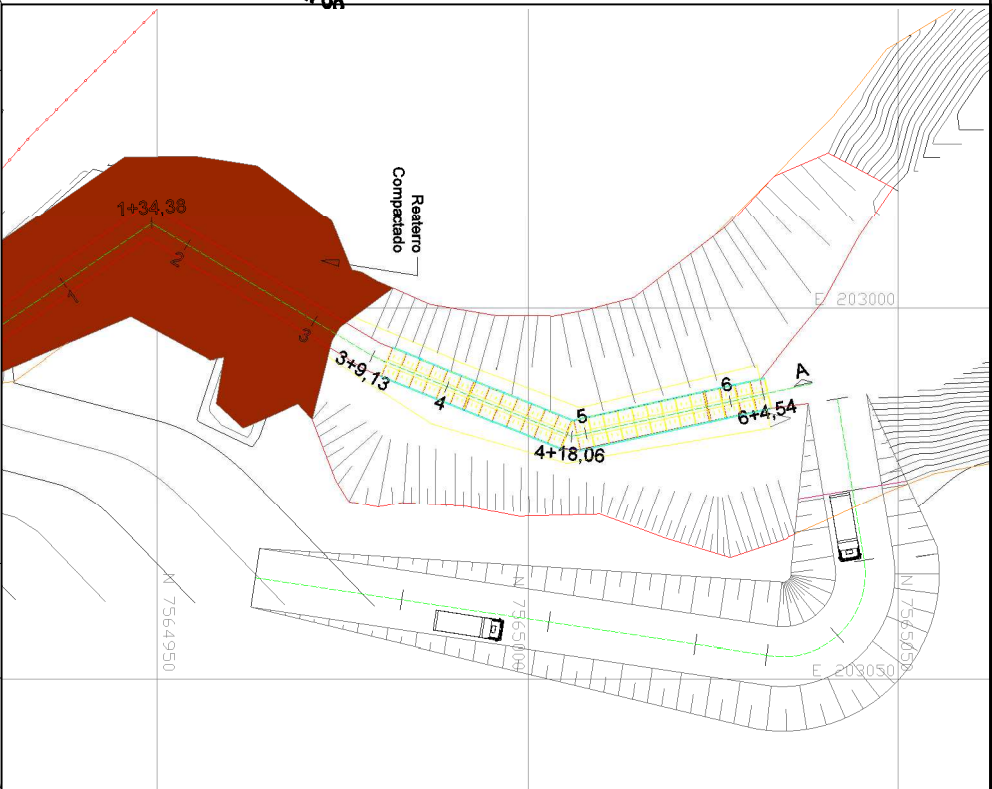 1+34,38
Reaterro
Compactado
1
2
3
3+9,13
4
4+18,06
5
6
6+4,54
A
E 203000
E 203050
N 7564950
N 7565000
N 7565050